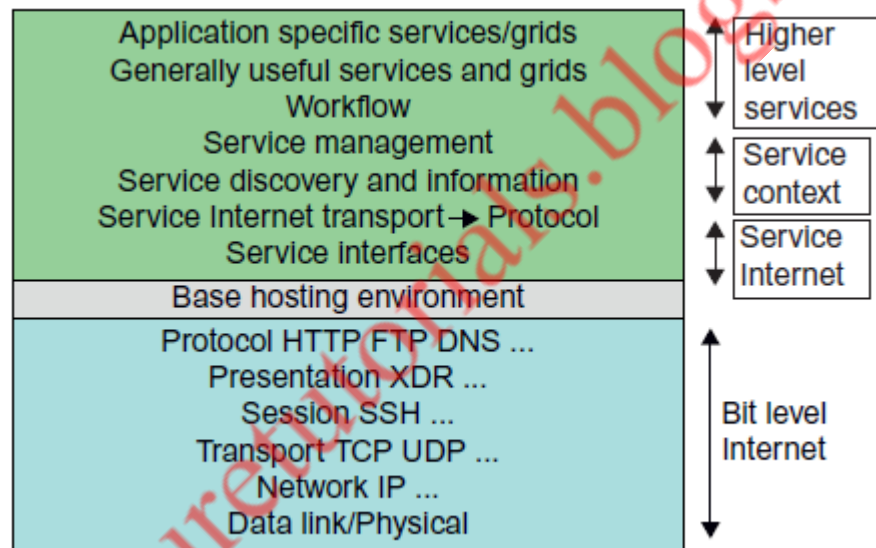 Application specific services/grids
Generally useful services and grids
Workflow
Service management
Service discovery and information
Service Internet transport → Protocol
Service interfaces
Base hosting environment
Protocol HTTP FTP DNS ...
Presentation XDR ...
Session SSH ...
Transport TCP UDP ...
Network IP ...
Data link/Physical
Higher
level
services
Service
context
Service
Internet
Bit level
Internet
uretutorials.blog